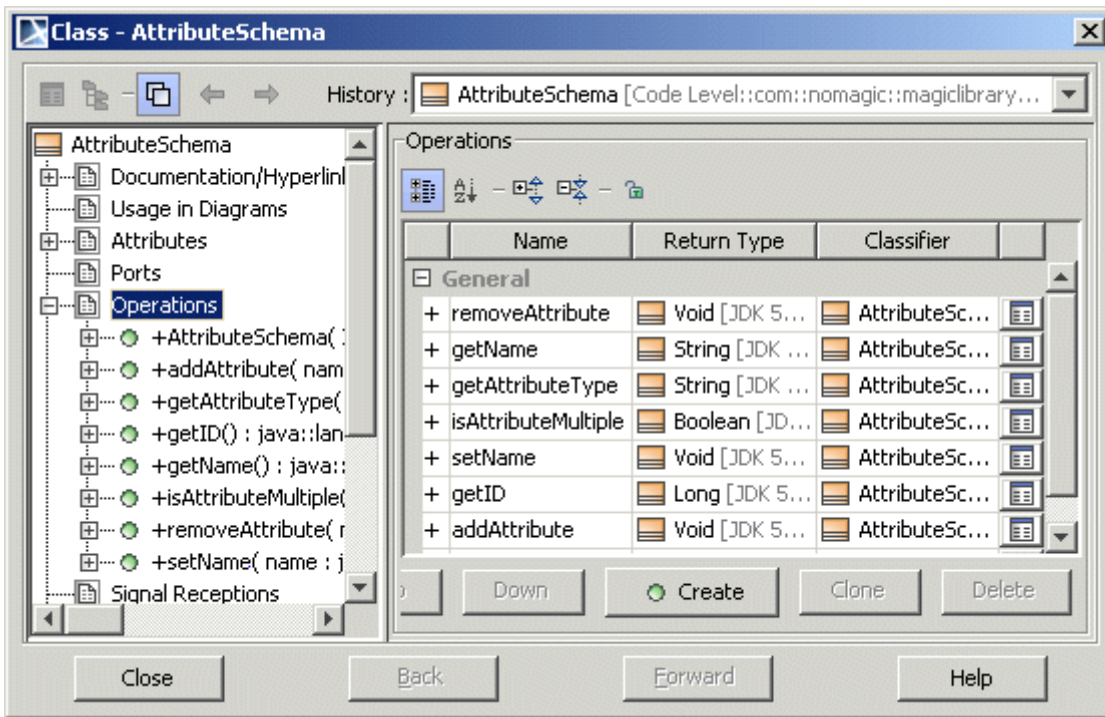 Class - AttributeSchema
History : AttributeSchema [Code Level::com::nomagic::magiclibrary...
AttributeSchema
Documentation/Hyperlin
Usage in Diagrams
Attributes
Ports
Operations
+AttributeSchema(
+addAttribute( nam
+getAttributeType(
+getID() : java::lan
+getName() : java::
+isAttributeMultiple(
+removeAttribute( r
+setName( name : j
Signal Receptions
Operations
Name Return Type Classifier
General
+ removeAttribute Void [JDK 5... AttributeSc...
+ getName String [JDK ... AttributeSc...
+ getAttributeType String [JDK ... AttributeSc...
+ isAttributeMultiple Boolean [JD... AttributeSc...
+ setName Void [JDK 5... AttributeSc...
+ getID Long [JDK 5... AttributeSc...
+ addAttribute Void [JDK 5... AttributeSc...
Down Create Clone Delete
Close Back Forward Help